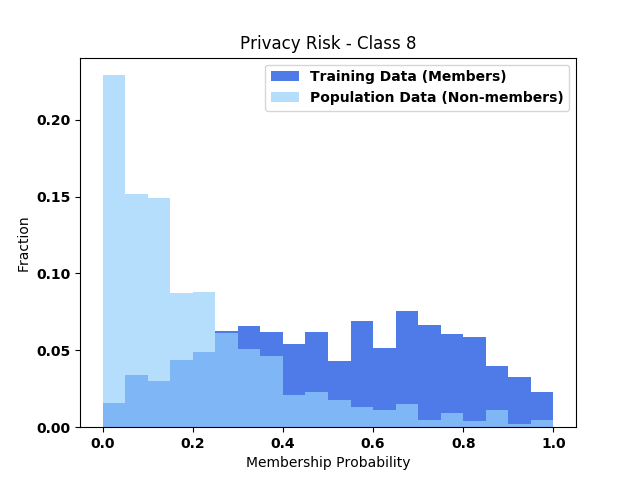 Privacy Risk - Class 8
Training Data (Members)
Population Data (Non-members)
0.20
0.15
0.10
0.05
0.00
Fraction
0.0 0.2 0.4 0.6 0.8 1.0
Membership Probability